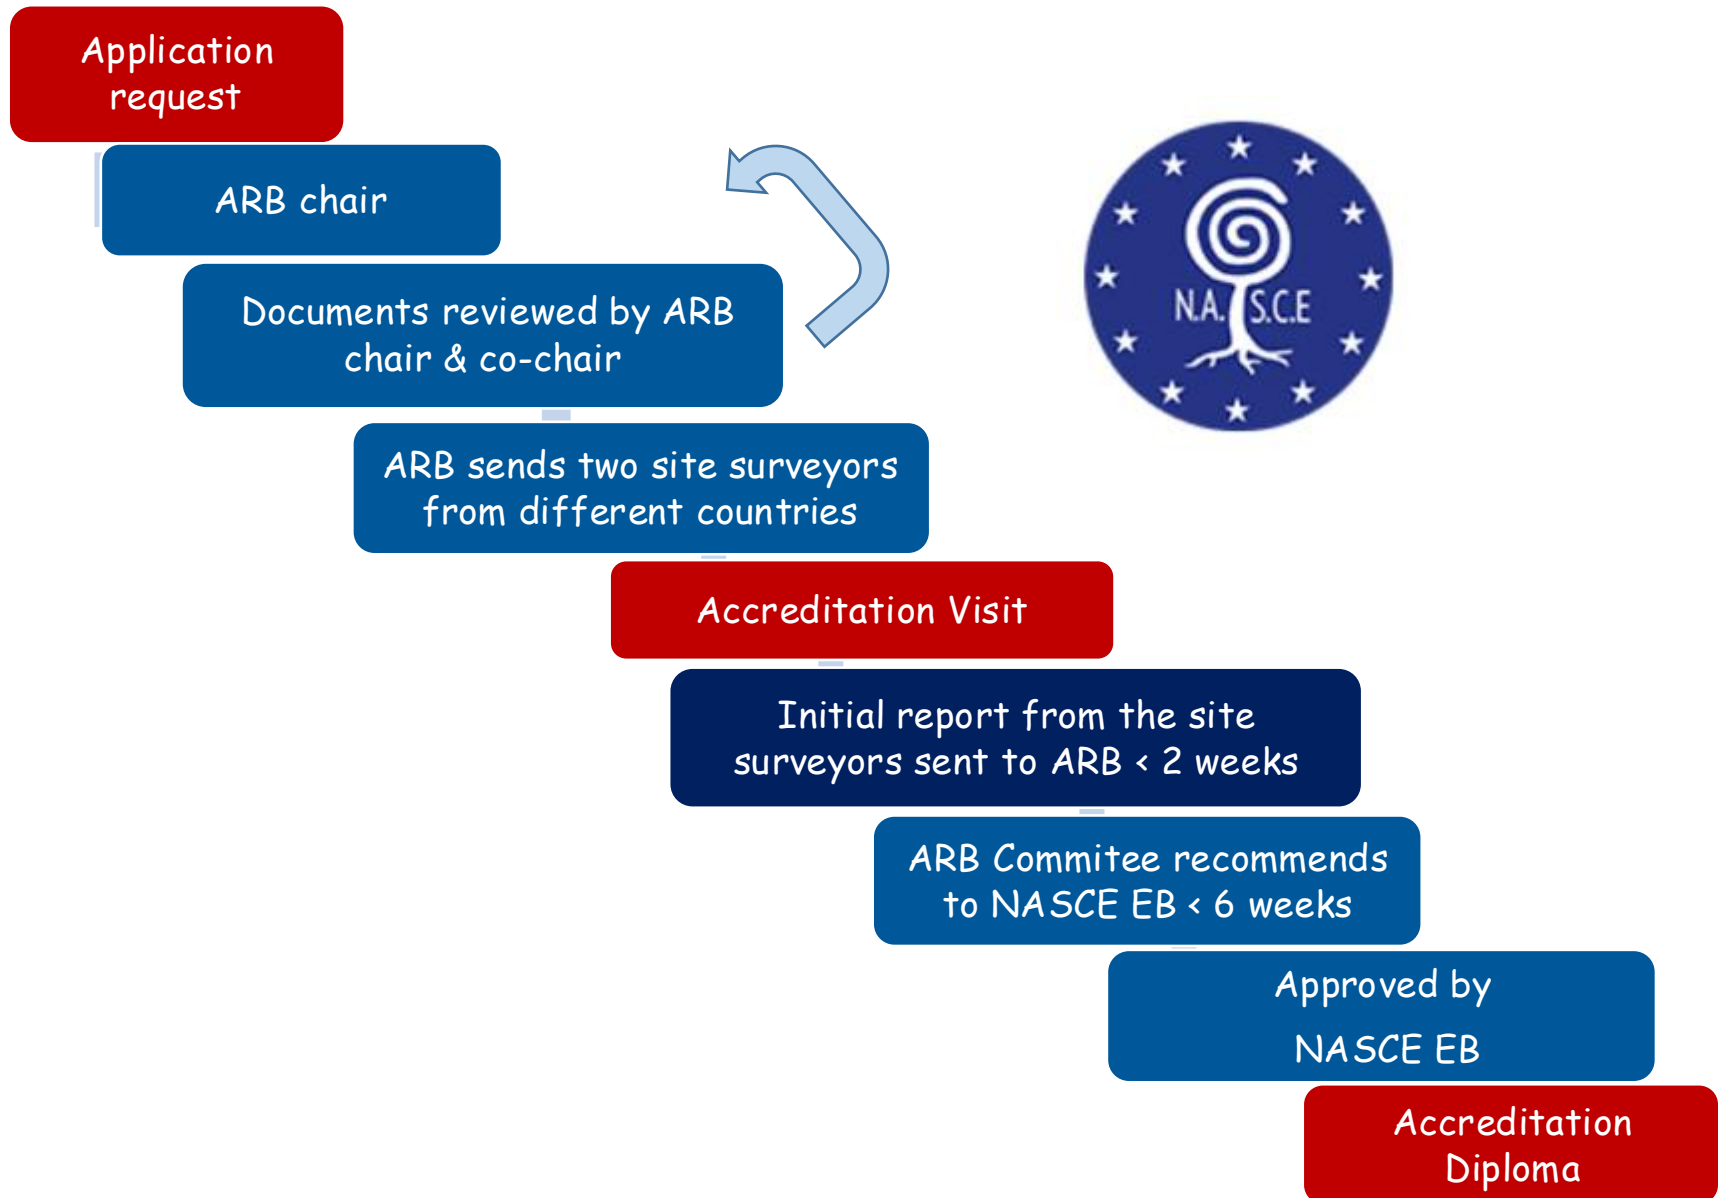 Application
request
ARB chair
Documents reviewed by ARB
chair & co-chair
N.A. S.C.E
ARB sends two site surveyors
from different countries
Accreditation Visit
Initial report from the site
surveyors sent to ARB < 2 weeks
ARB Commitee recommends
to NASCE EB < 6 weeks
Approved by
NASCE EB
Accreditation
Diploma